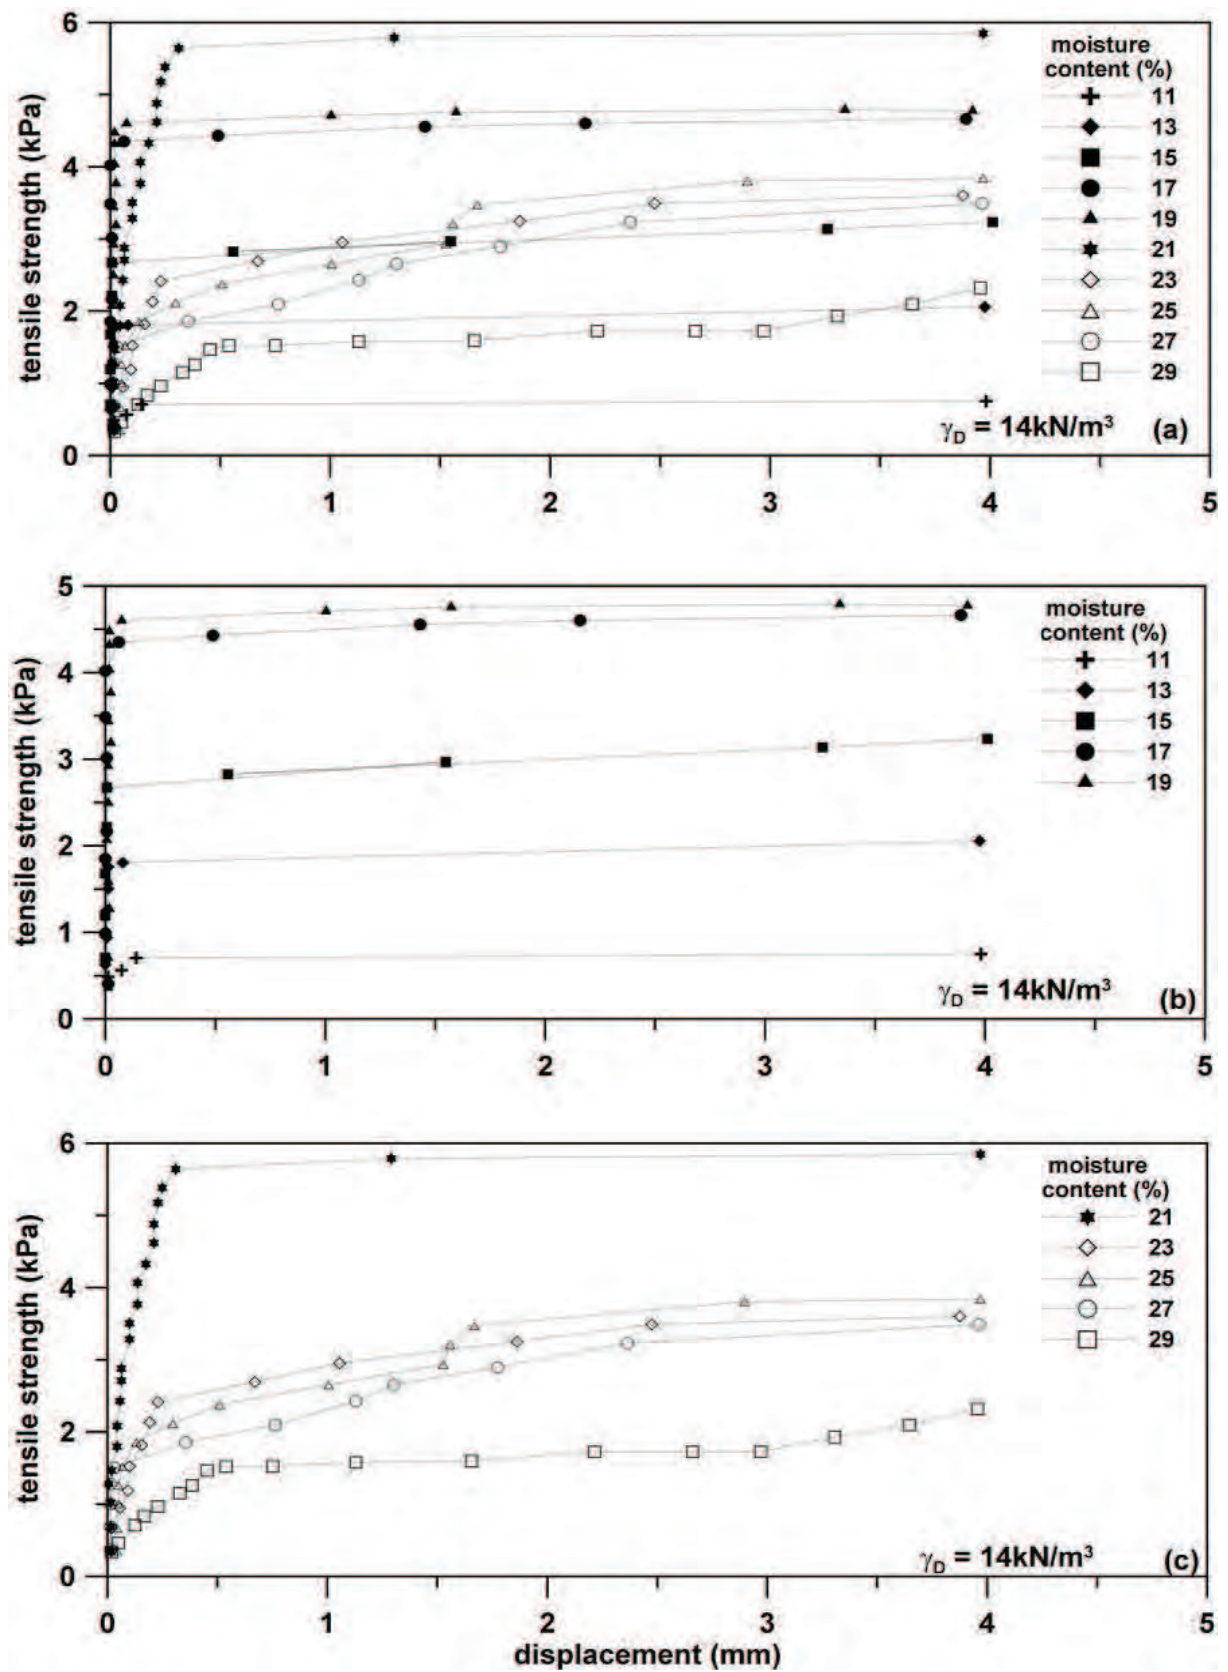 6
moisture
content (%)
11
13
4
15
17
19
21
23
2
25
27
29
γD = 14kN/m³ (a)
0
0 1 2 3 4 5
tensile strength (kPa)
5
moisture
content (%)
11
4
13
15
17
3
19
2
1
γD = 14kN/m³ (b)
0
0 1 2 3 4 5
tensile strength (kPa)
6
moisture
content (%)
21
23
25
4
27
29
2
γD = 14kN/m³ (c)
0
0 1 2 3 4 5
tensile strength (kPa)
displacement (mm)